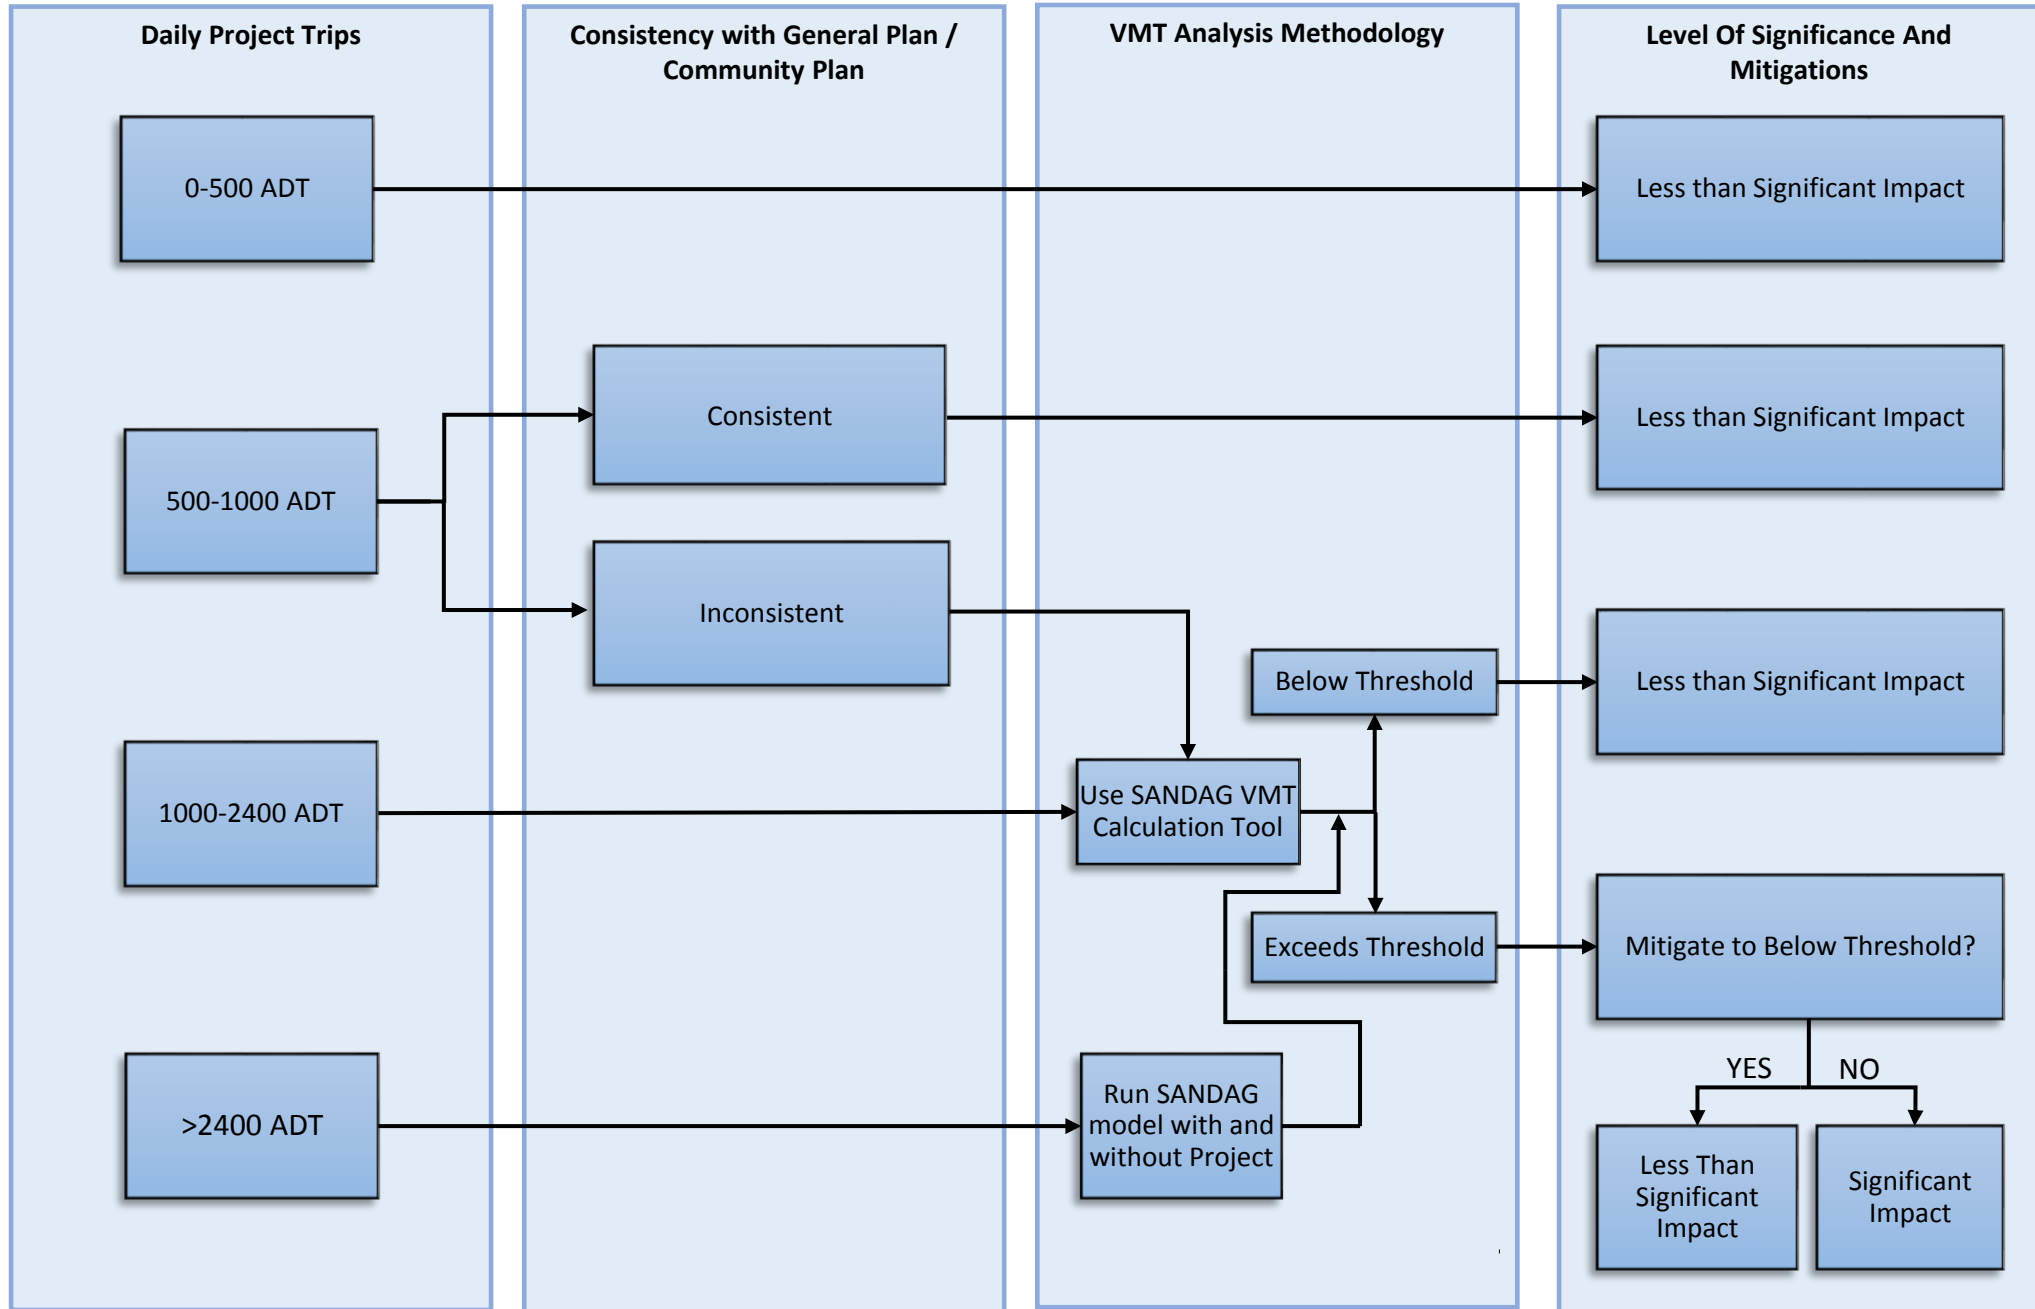 Daily Project Trips
Consistency with General Plan /
Community Plan
VMT Analysis Methodology
Level Of Significance And
Mitigations
0-500 ADT
Less than Significant Impact
500-1000 ADT
Consistent
Less than Significant Impact
Inconsistent
Below Threshold
Less than Significant Impact
1000-2400 ADT
Use SANDAG VMT
Calculation Tool
Exceeds Threshold
Mitigate to Below Threshold?
YES
NO
>2400 ADT
Run SANDAG
model with and
without Project
Less Than
Significant
Impact
Significant
Impact